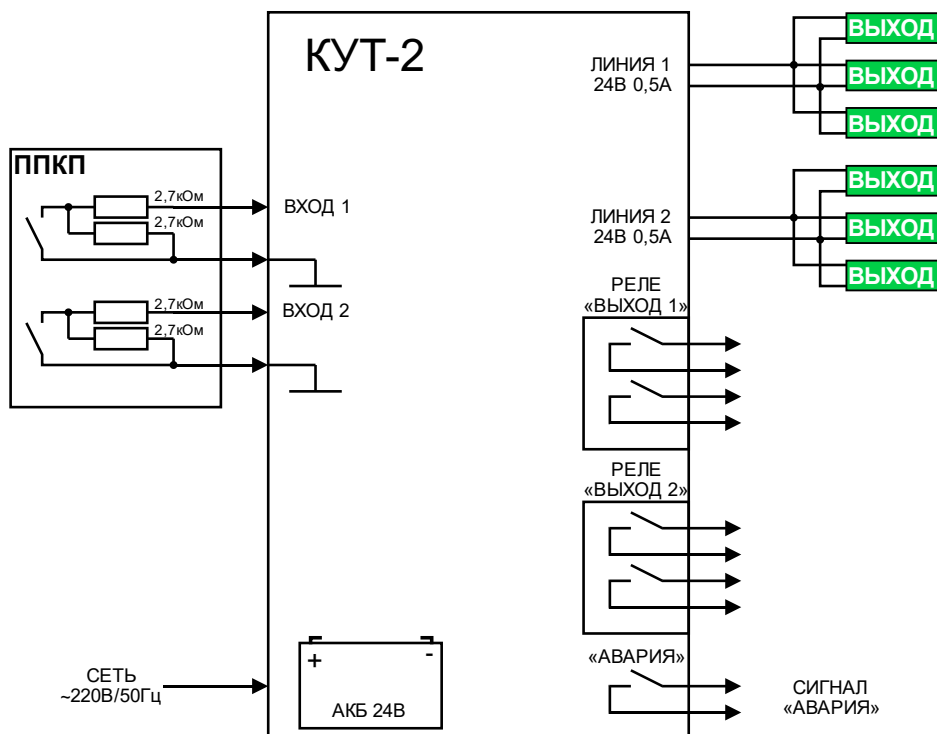 КУТ-2
ЛИНИЯ 1
24В 0,5А
ВЫХОД
ВЫХОД
ВЫХОД
ППКП
2,7кОм
2,7кОм
ВХОД 1
2,7кОм
2,7кОм
ВХОД 2
ЛИНИЯ 2
24В 0,5А
ВЫХОД
ВЫХОД
ВЫХОД
РЕЛЕ
«ВЫХОД 1»
РЕЛЕ
«ВЫХОД 2»
СЕТЬ
~220В/50Гц
+ -
АКБ 24В
«АВАРИЯ»
СИГНАЛ
«АВАРИЯ»